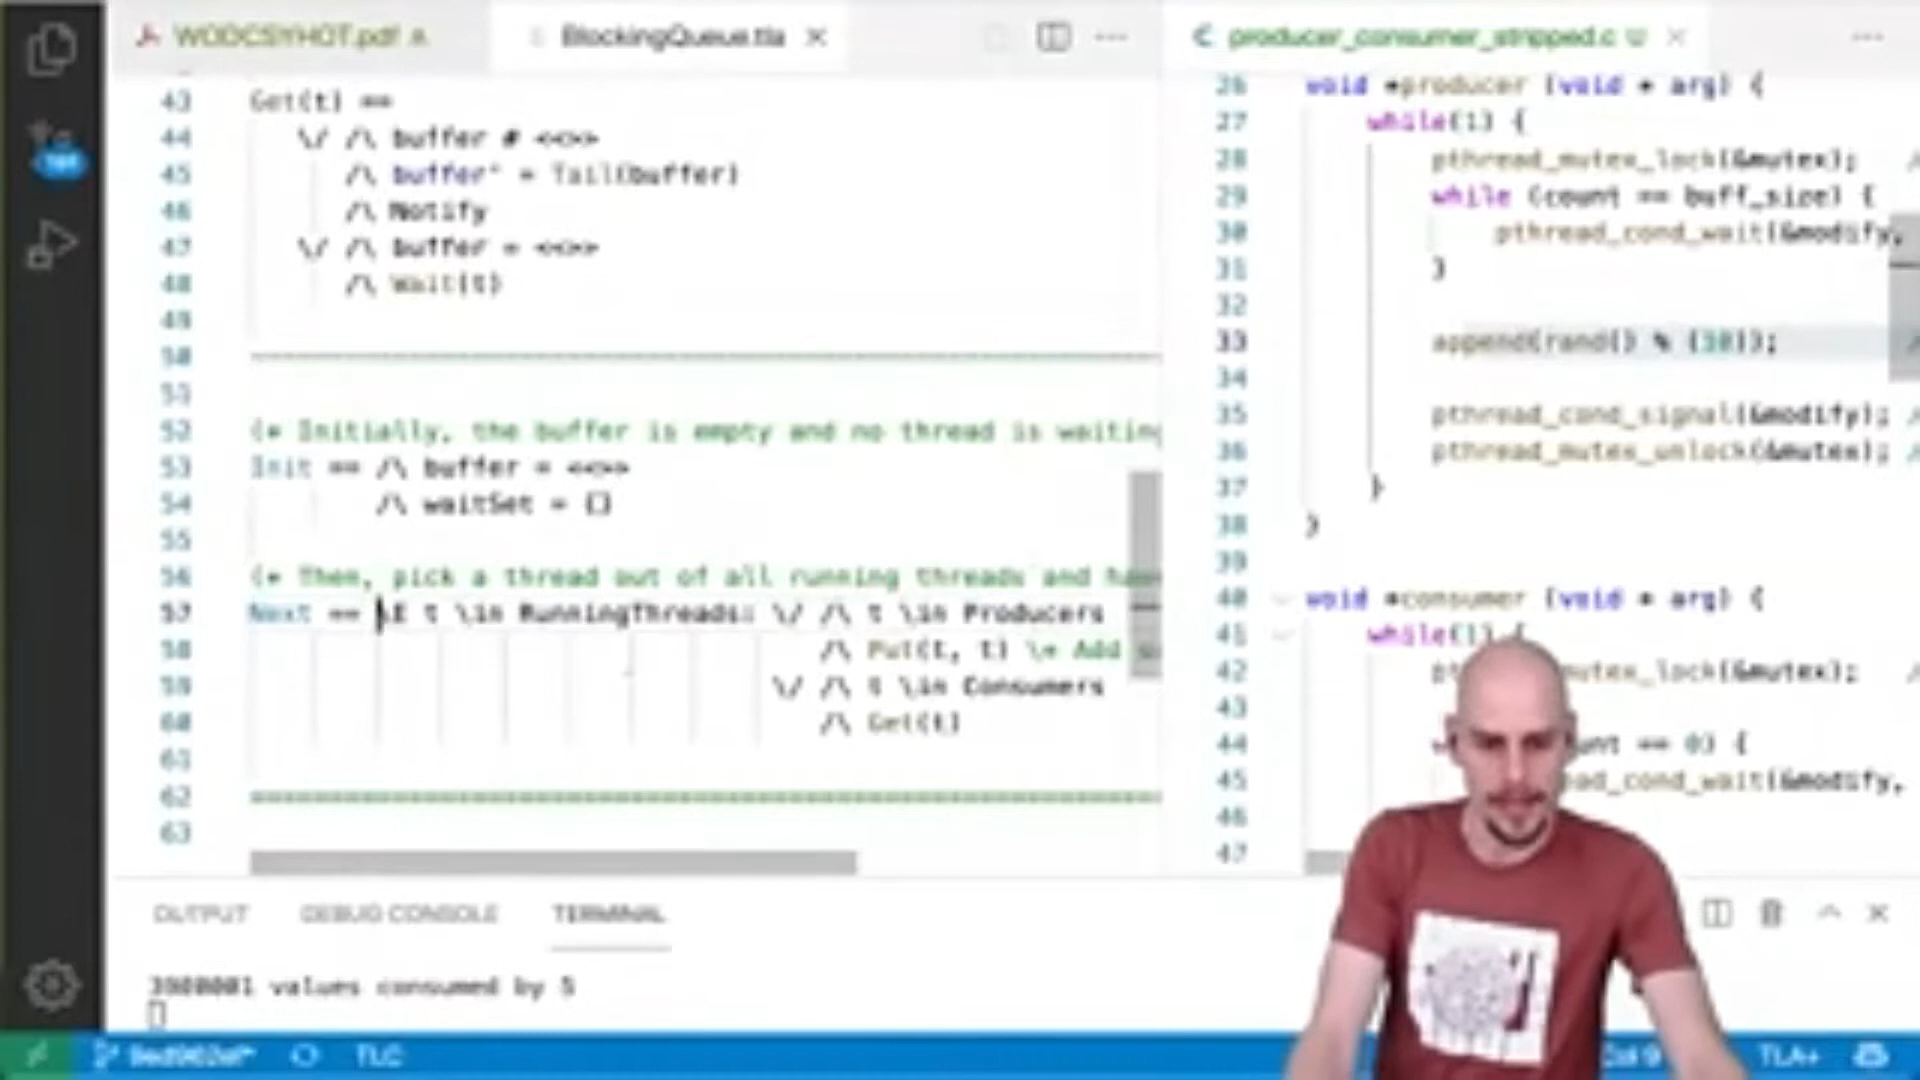 WODCSYHOT.pdf A
BlockingQueue.tla
43 Get(t) ==
44 \/ /\ buffer # <<>>
45 /\ buffer' = Tail(buffer)
46 /\ Notify
47 \/ /\ buffer = <<>>
48 /\ Wait(t)
49
50
51
52 (* Initially, the buffer is empty and no thread is waiting
53 Init == /\ buffer = <<>>
54 /\ waitSet = {}
55
56 (* Then, pick a thread out of all running threads and have
57 Next == \E t \in RunningThreads: \/ /\ t \in Producers
58 /\ Put(t, t) \* Add
59 \/ /\ t \in Consumers
60 /\ Get(t)
61
62
63
C producer_consumer_stripped.c U
26 void *producer (void * arg) {
27 while(1) {
28 pthread_mutex_lock(&mutex);
29 while (count == buff_size) {
30 pthread_cond_wait(&modify,
31 }
32
33 append(rand() % (10));
34
35 pthread_cond_signal(&modify);
36 pthread_mutex_unlock(&mutex);
37 }
38 }
39
40 void *consumer (void * arg) {
41 while(1) {
42 mutex_lock(&mutex);
43
44 unt == 0) {
45 ead_cond_wait(&modify,
46
47
OUTPUT DEBUG CONSOLE TERMINAL
values consumed by 5
TLC
Col 9
TLA+